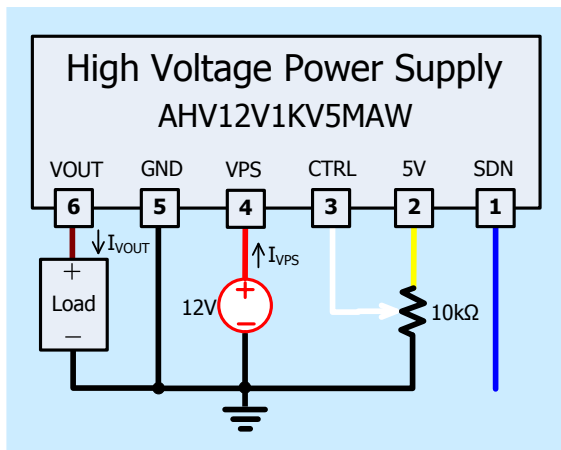 High Voltage Power Supply
AHV12V1KV5MAW
VOUT GND VPS CTRL 5V SDN
6 5 4 3 2 1
↓IVOUT ↑IVPS
+ +
Load 12V 10kΩ
− −